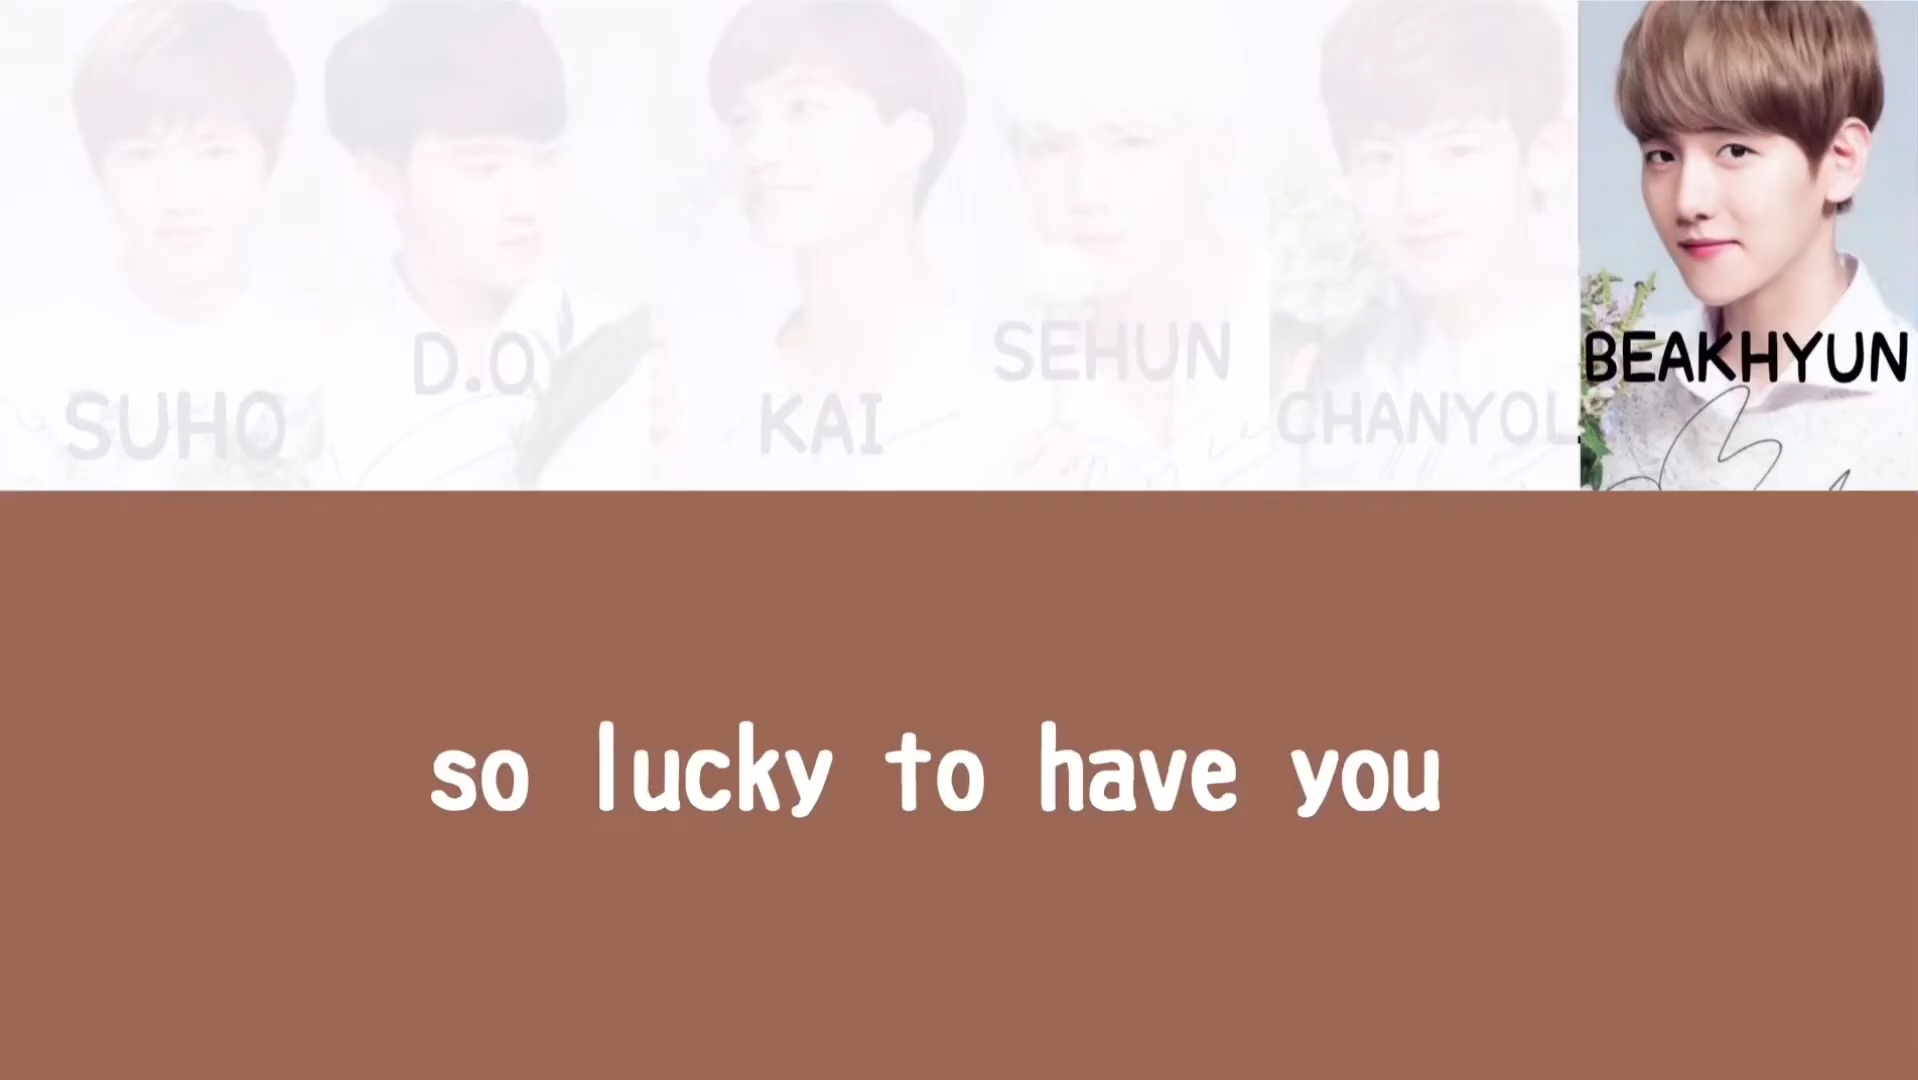 SUHO
D.O
KAI
SEHUN
CHANYOL
BEAKHYUN
so lucky to have you